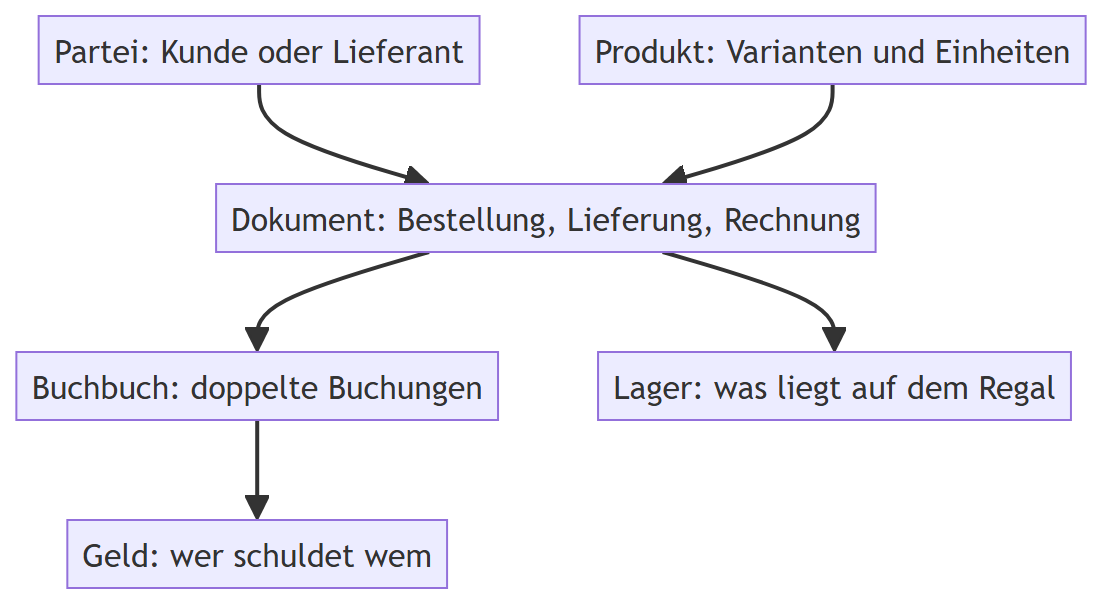 Partei: Kunde oder Lieferant
Produkt: Varianten und Einheiten
Dokument: Bestellung, Lieferung, Rechnung
Buchbuch: doppelte Buchungen
Lager: was liegt auf dem Regal
Geld: wer schuldet wem